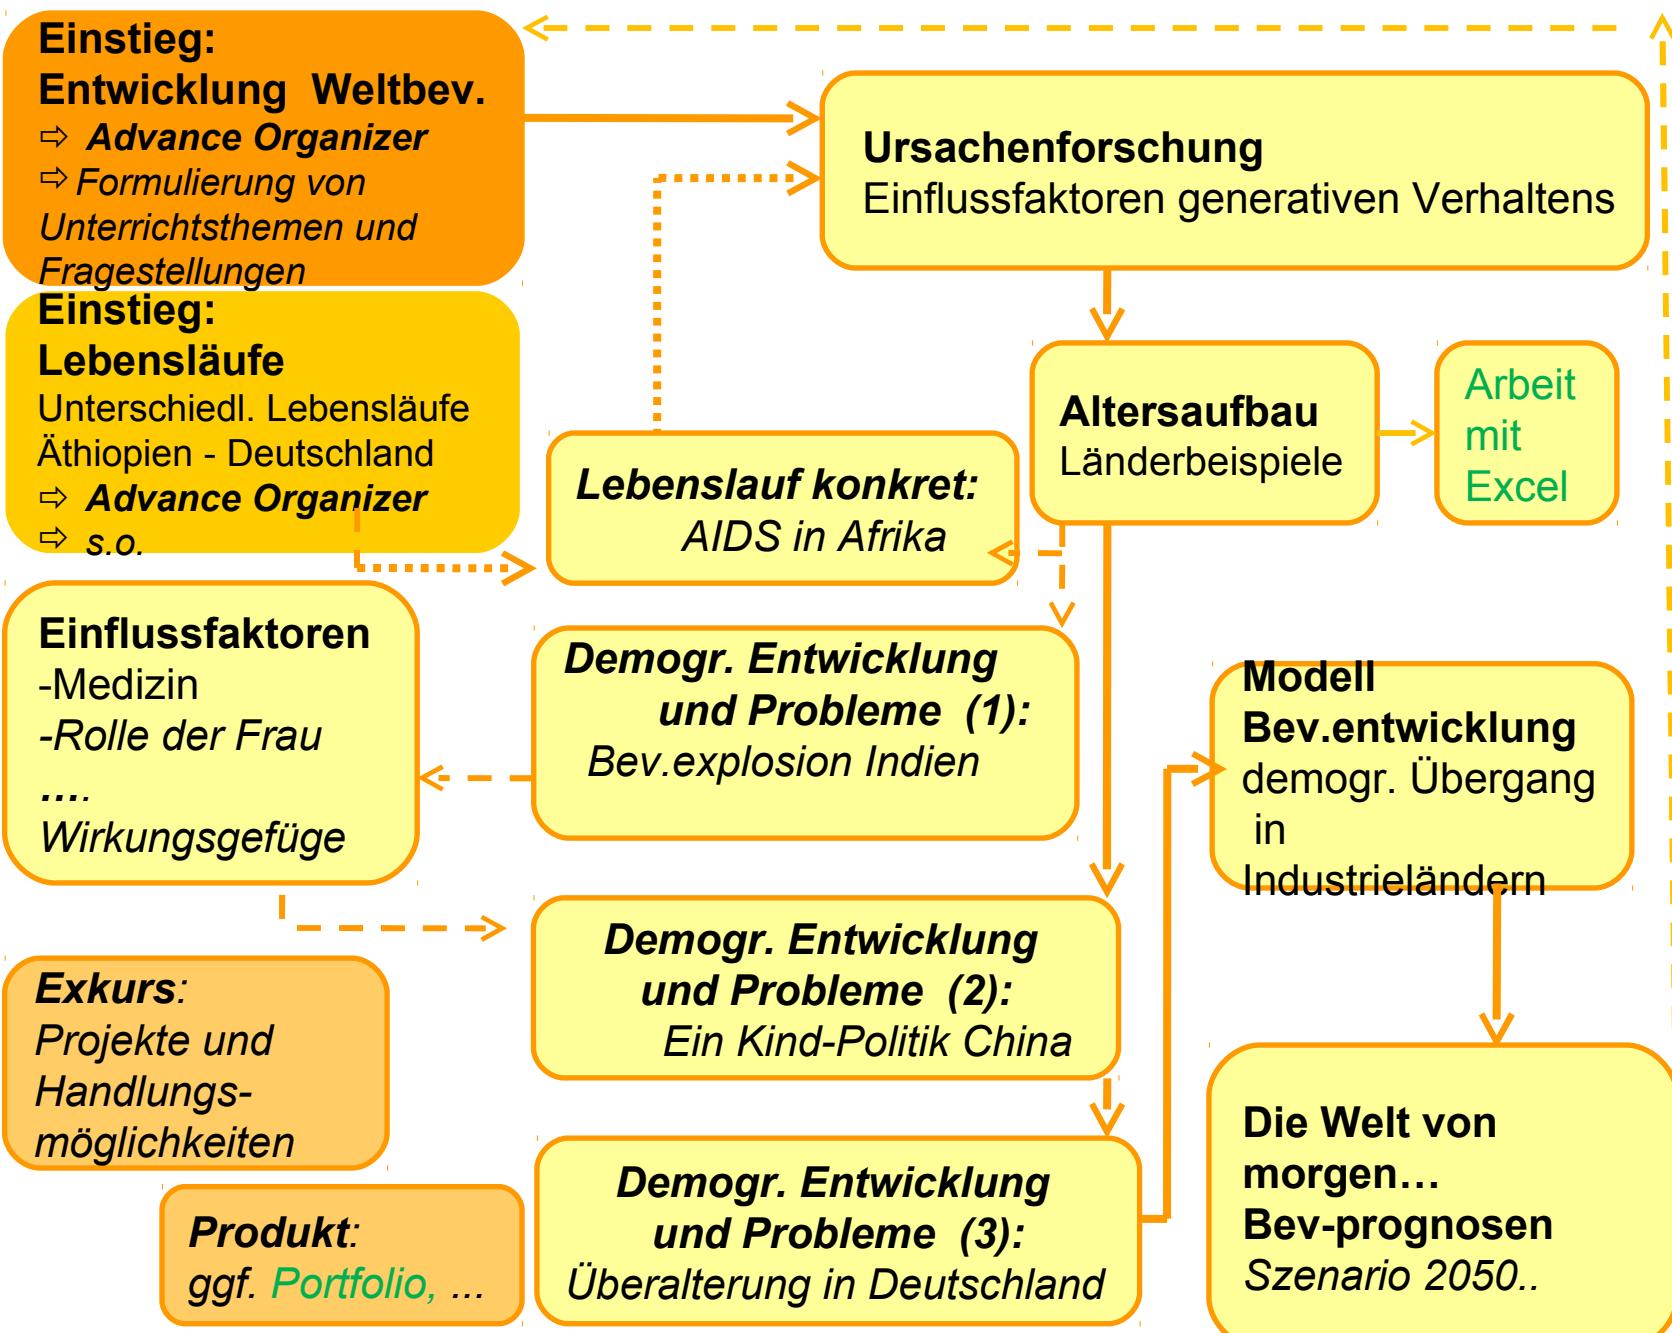 Einstieg:
Entwicklung  Weltbev.
⇨ Advance Organizer
⇨ Formulierung von
Unterrichtsthemen und
Fragestellungen
Ursachenforschung
Einflussfaktoren generativen Verhaltens
Einstieg:
Lebensläufe
Unterschiedl. Lebensläufe
Äthiopien - Deutschland
⇨ Advance Organizer
⇨ s.o.
Lebenslauf konkret:
AIDS in Afrika
Altersaufbau
Länderbeispiele
Arbeit
mit
Excel
Einflussfaktoren
-Medizin
-Rolle der Frau
....
Wirkungsgefüge
Demogr. Entwicklung
und Probleme  (1):
Bev.explosion Indien
Modell
Bev.entwicklung
demogr. Übergang
in
Industrieländern
Demogr. Entwicklung
und Probleme  (2):
Ein Kind-Politik China
Exkurs:
Projekte und
Handlungs-
möglichkeiten
Produkt:
ggf. Portfolio, ...
Demogr. Entwicklung
und Probleme  (3):
Überalterung in Deutschland
Die Welt von
morgen…
Bev-prognosen
Szenario 2050..